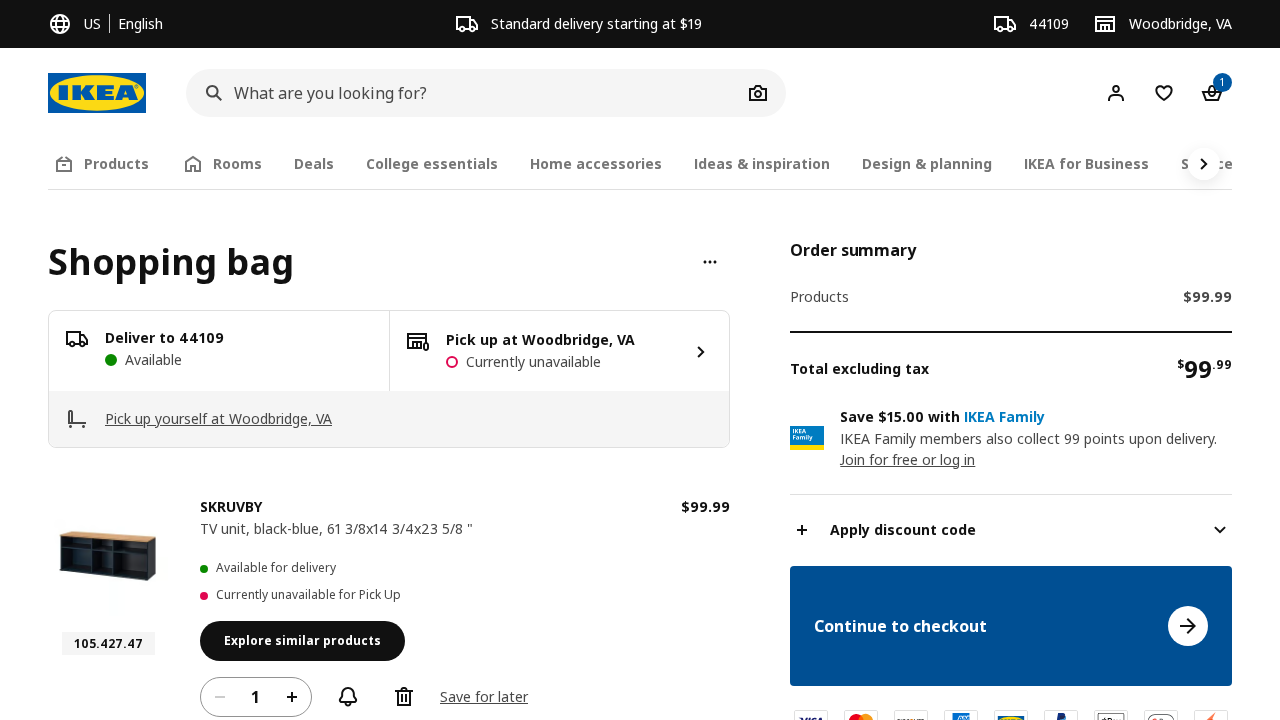 US
English
Standard delivery starting at $19
44109
Woodbridge, VA
IKEA
What are you looking for?
1
Products
Rooms
Deals
College essentials
Home accessories
Ideas & inspiration
Design & planning
IKEA for Business
Shopping bag
Deliver to 44109
Available
Pick up at Woodbridge, VA
Currently unavailable
Pick up yourself at Woodbridge, VA
SKRUVBY
$99.99
TV unit, black-blue, 61 3/8x14 3/4x23 5/8 "
Available for delivery
Currently unavailable for Pick Up
105.427.47
Explore similar products
1
Save for later
Order summary
Products
$99.99
Total excluding tax
$99.99
IKEA
Family
Save $15.00 with IKEA Family
IKEA Family members also collect 99 points upon delivery.
Join for free or log in
Apply discount code
Continue to checkout